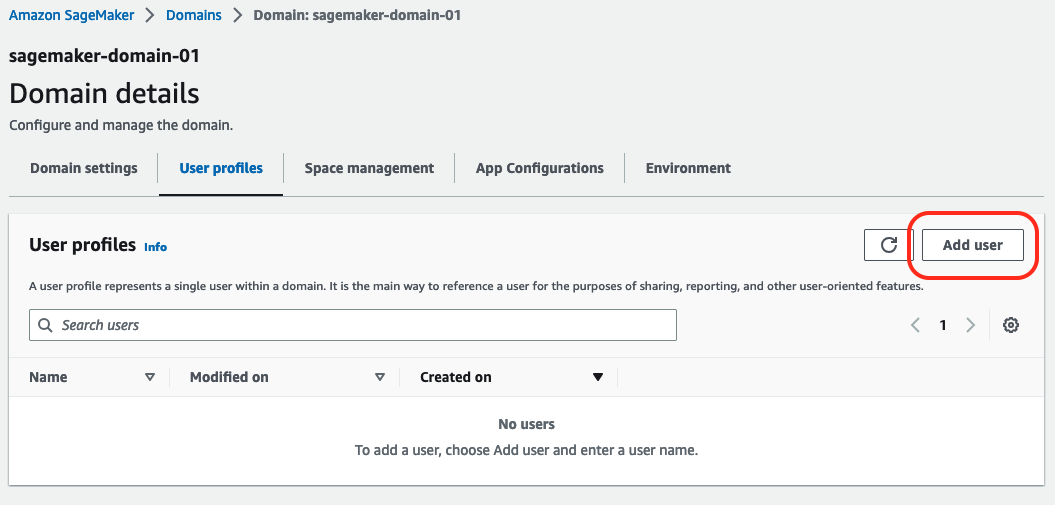 Amazon SageMaker > Domains > Domain: sagemaker-domain-01
sagemaker-domain-01
Domain details
Configure and manage the domain.
Domain settings User profiles Space management App Configurations Environment
User profiles Info Add user
A user profile represents a single user within a domain. It is the main way to reference a user for the purposes of sharing, reporting, and other user-oriented features.
Search users 1
Name Modified on Created on
No users
To add a user, choose Add user and enter a user name.